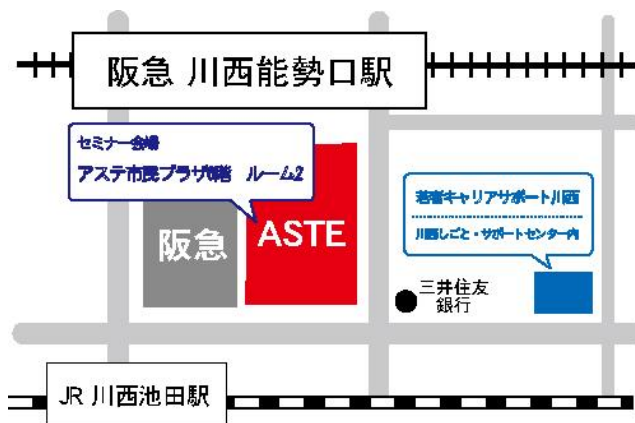 阪急 川西能勢口駅
セミナー会場
アステ市民プラザ6階 ルーム2
阪急
ASTE
若者キャリアサポート川西
川西しごと・サポートセンター内
三井住友
銀行
JR 川西池田駅